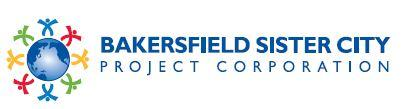 BAKERSFIELD SISTER CITY
PROJECT CORPORATION